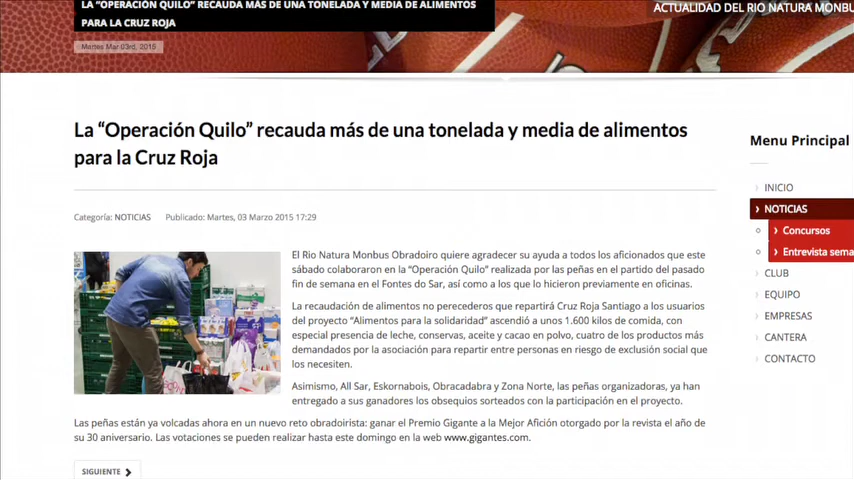 LA “OPERACIÓN QUILO” RECAUDA MÁS DE UNA TONELADA Y MEDIA DE ALIMENTOS
PARA LA CRUZ ROJA
ACTUALIDAD DEL RIO NATURA MONBU
Martes Mar 03rd, 2015
La “Operación Quilo” recauda más de una tonelada y media de alimentos
para la Cruz Roja
Categoría: NOTICIAS Publicado: Martes, 03 Marzo 2015 17:29
El Rio Natura Monbus Obradoiro quiere agradecer su ayuda a todos los aficionados que este
sábado colaboraron en la “Operación Quilo” realizada por las peñas en el partido del pasado
fin de semana en el Fontes do Sar, así como a los que lo hicieron previamente en oficinas.
La recaudación de alimentos no perecederos que repartirá Cruz Roja Santiago a los usuarios
del proyecto “Alimentos para la solidaridad” ascendió a unos 1.600 kilos de comida, con
especial presencia de leche, conservas, aceite y cacao en polvo, cuatro de los productos más
demandados por la asociación para repartir entre personas en riesgo de exclusión social que
los necesiten.
Asimismo, All Sar, Eskornabois, Obracadabra y Zona Norte, las peñas organizadoras, ya han
entregado a sus ganadores los obsequios sorteados con la participación en el proyecto.
Las peñas están ya volcadas ahora en un nuevo reto obradoirista: ganar el Premio Gigante a la Mejor Afición otorgado por la revista el año de
su 30 aniversario. Las votaciones se pueden realizar hasta este domingo en la web www.gigantes.com.
SIGUIENTE
Menu Principal
INICIO
NOTICIAS
Concursos
Entrevista sema
CLUB
EQUIPO
EMPRESAS
CANTERA
CONTACTO